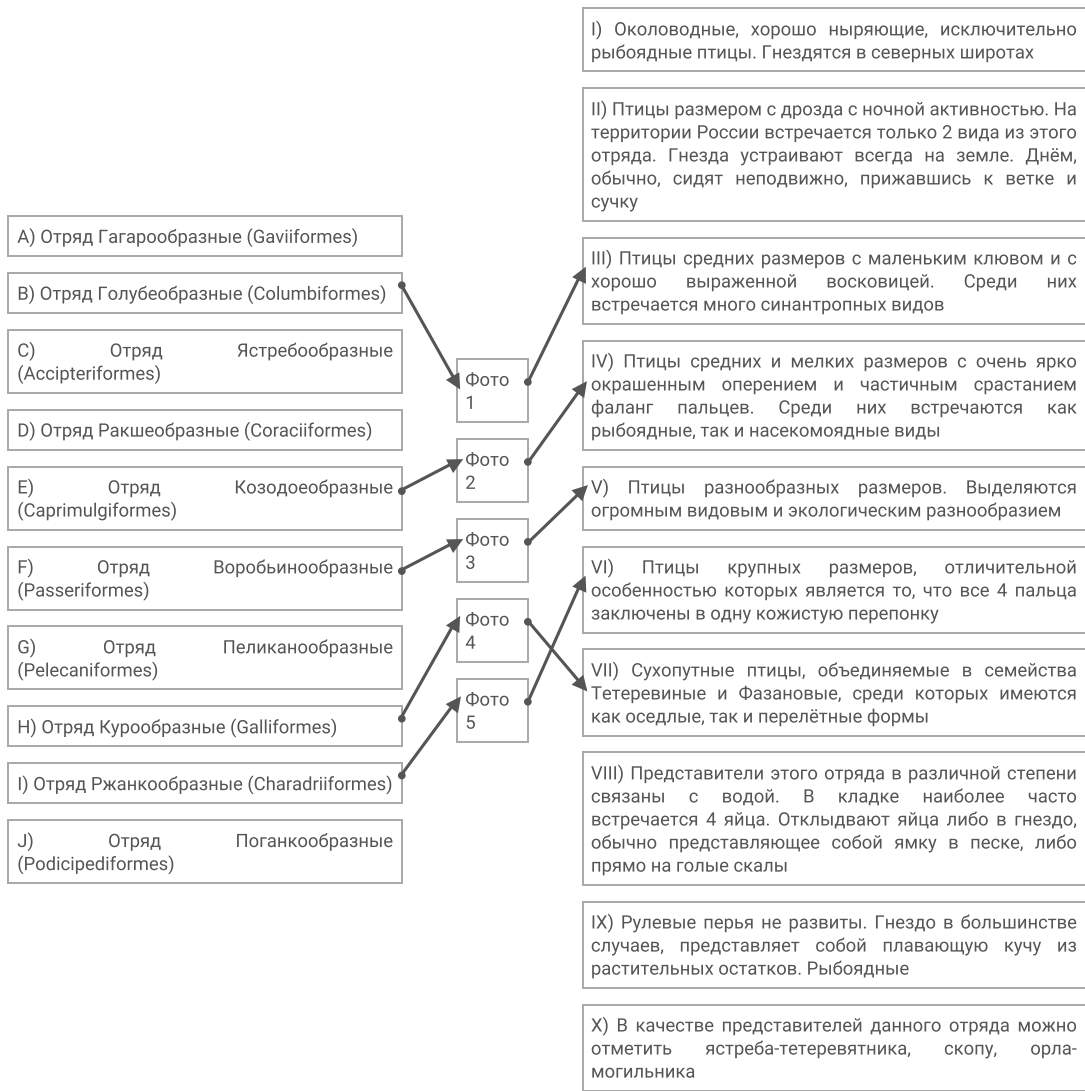 A) Отряд Гагарообразные (Gaviiformes)
B) Отряд Голубеобразные (Columbiformes)
C) Отряд Ястребообразные
(Accipteriformes)
D) Отряд Ракшеобразные (Coraciiformes)
E) Отряд Козодоеобразные
(Caprimulgiformes)
F) Отряд Воробьинообразные
(Passeriformes)
G) Отряд Пеликанообразные
(Pelecaniformes)
H) Отряд Курообразные (Galliformes)
I) Отряд Ржанкообразные (Charadriiformes)
J) Отряд Поганкообразные
(Podicipediformes)
Фото
1
Фото
2
Фото
3
Фото
4
Фото
5
I) Околоводные, хорошо ныряющие, исключительно
рыбоядные птицы. Гнездятся в северных широтах
II) Птицы размером с дрозда с ночной активностью. На
территории России встречается только 2 вида из этого
отряда. Гнезда устраивают всегда на земле. Днём,
обычно, сидят неподвижно, прижавшись к ветке и
сучку
III) Птицы средних размеров с маленьким клювом и с
хорошо выраженной восковицей. Среди них
встречается много синантропных видов
IV) Птицы средних и мелких размеров с очень ярко
окрашенным оперением и частичным срастанием
фаланг пальцев. Среди них встречаются как
рыбоядные, так и насекомоядные виды
V) Птицы разнообразных размеров. Выделяются
огромным видовым и экологическим разнообразием
VI) Птицы крупных размеров, отличительной
особенностью которых является то, что все 4 пальца
заключены в одну кожистую перепонку
VII) Сухопутные птицы, объединяемые в семейства
Тетеревиные и Фазановые, среди которых имеются
как оседлые, так и перелётные формы
VIII) Представители этого отряда в различной степени
связаны с водой. В кладке наиболее часто
встречается 4 яйца. Отклыдвают яйца либо в гнездо,
обычно представляющее собой ямку в песке, либо
прямо на голые скалы
IX) Рулевые перья не развиты. Гнездо в большинстве
случаев, представляет собой плавающую кучу из
растительных остатков. Рыбоядные
X) В качестве представителей данного отряда можно
отметить ястреба-тетеревятника, скопу, орла-
могильника